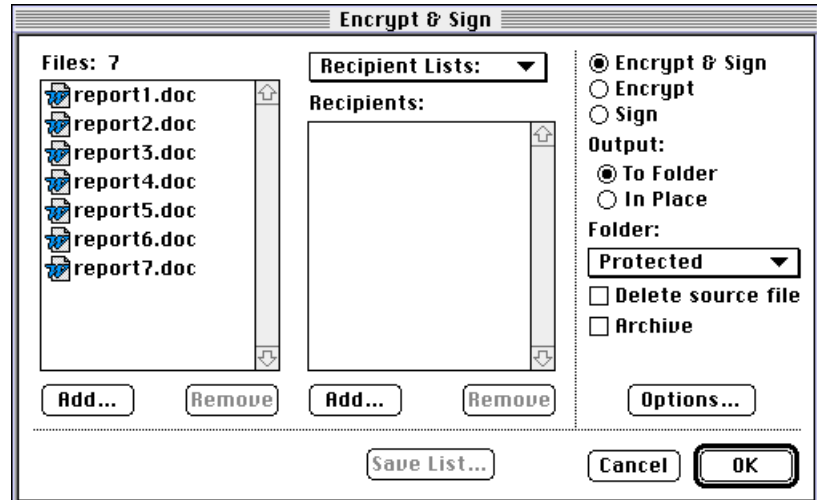 Encrypt & Sign
Files: 7
report1.doc
report2.doc
report3.doc
report4.doc
report5.doc
report6.doc
report7.doc
Add...
Remove
Recipient Lists:
Recipients:
Add...
Remove
Encrypt & Sign
Encrypt
Sign
Output:
To Folder
In Place
Folder:
Protected
Delete source file
Archive
Options...
Save List...
Cancel
OK